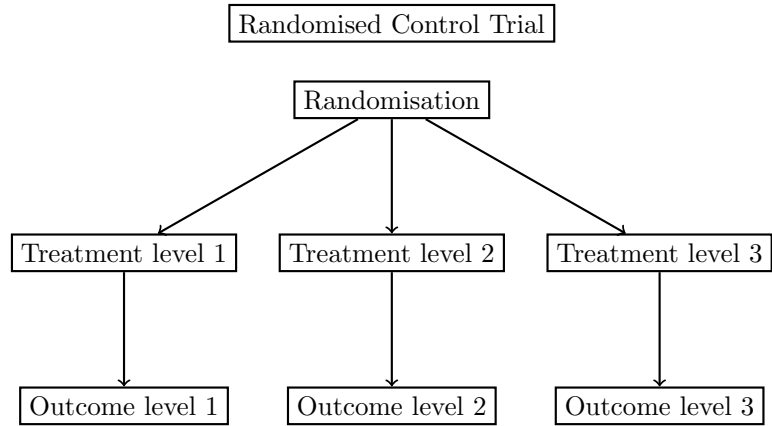 Randomised Control Trial
Randomisation
Treatment level 1
Treatment level 2
Treatment level 3
Outcome level 1
Outcome level 2
Outcome level 3